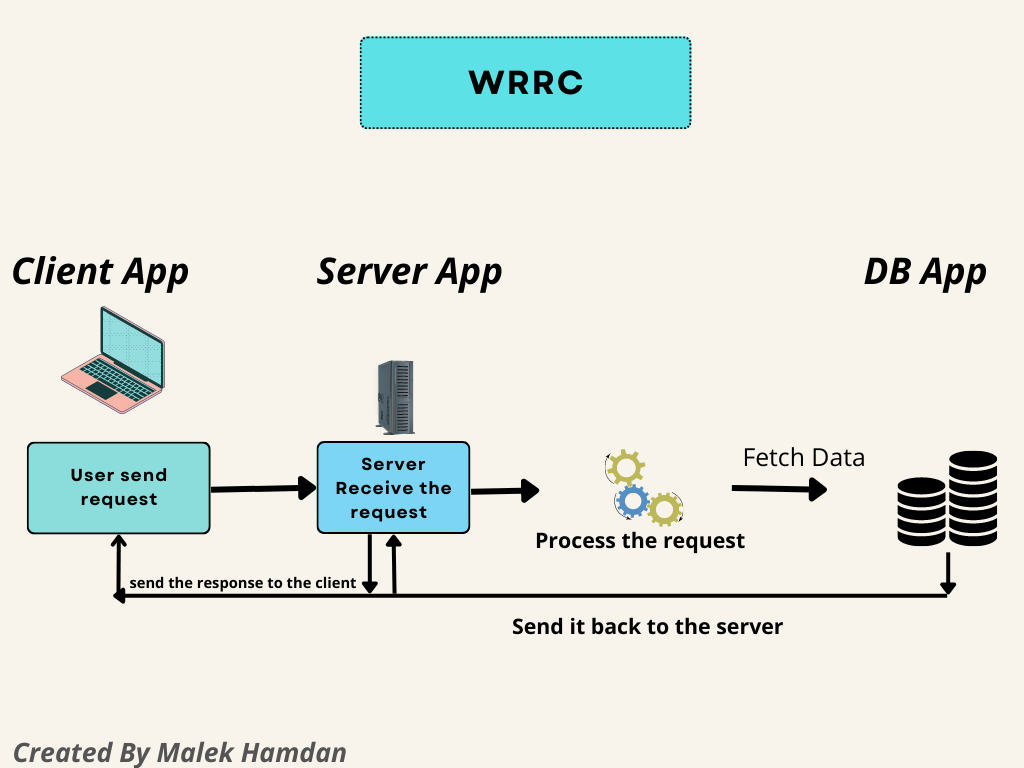 WRRC
Client App
Server App
DB App
User send
request
Server
Receive the
request
Fetch Data
Process the request
send the response to the client
Send it back to the server
Created By Malek Hamdan